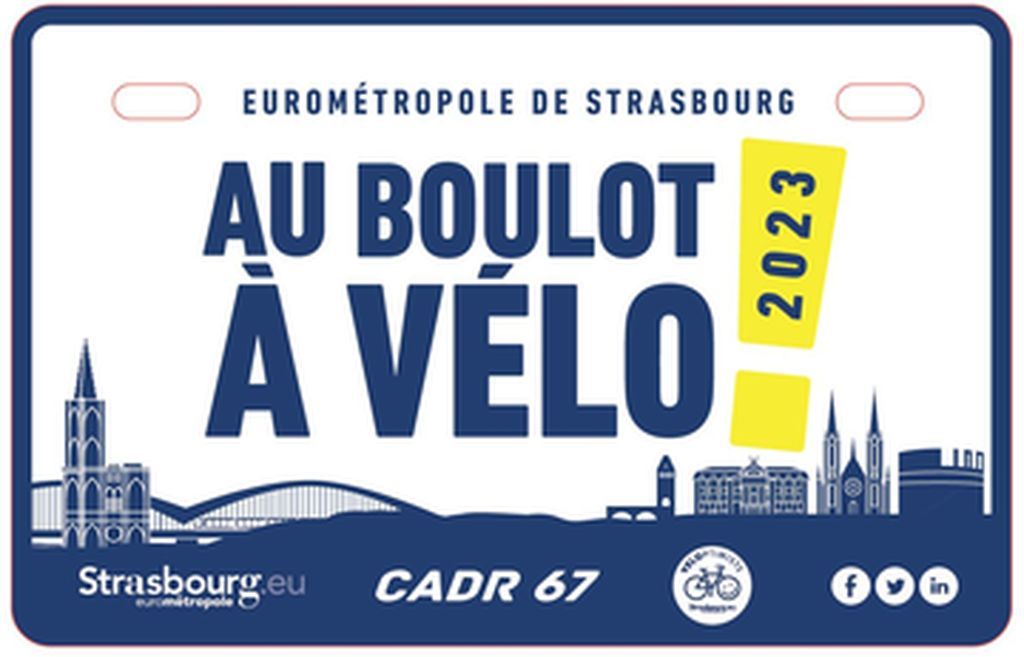 EUROMÉTROPOLE DE STRASBOURG
AU BOULOT
À VÉLO
2023
Strasbourg.eu
eurométropole
CADR 67